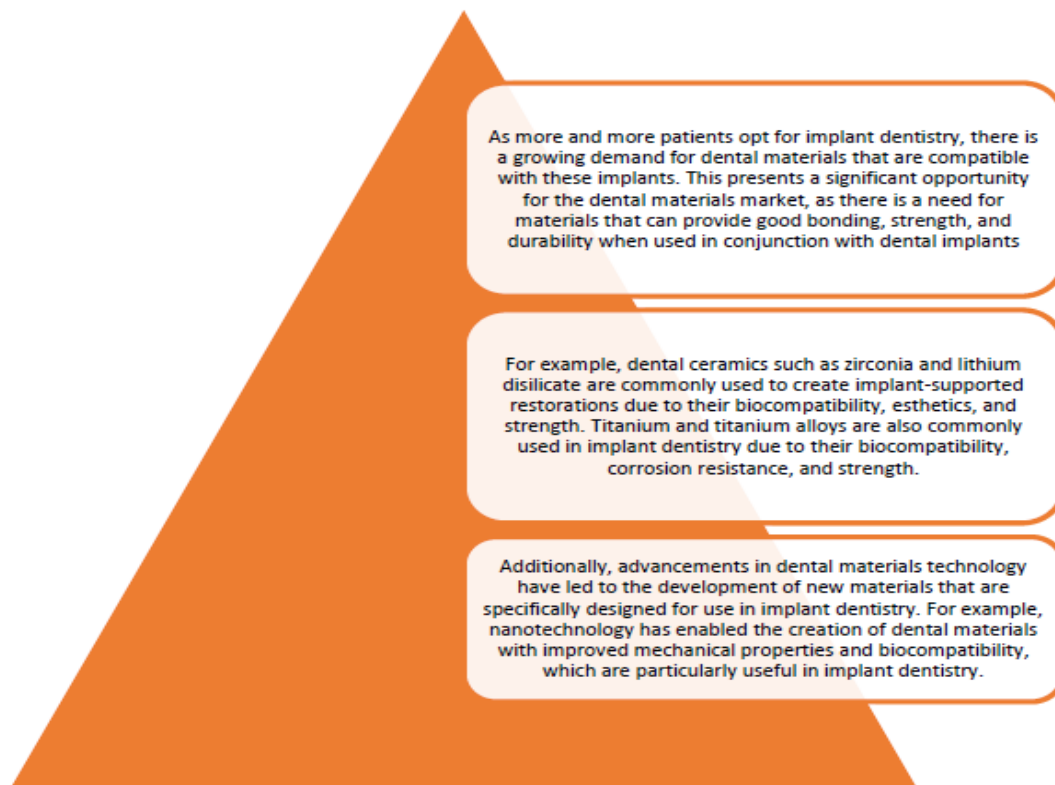 As more and more patients opt for implant dentistry, there is
a growing demand for dental materials that are compatible
with these implants. This presents a significant opportunity
for the dental materials market, as there is a need for
materials that can provide good bonding, strength, and
durability when used in conjunction with dental implants
For example, dental ceramics such as zirconia and lithium
disilicate are commonly used to create implant-supported
restorations due to their biocompatibility, esthetics, and
strength. Titanium and titanium alloys are also commonly
used in implant dentistry due to their biocompatibility,
corrosion resistance, and strength.
Additionally, advancements in dental materials technology
have led to the development of new materials that are
specifically designed for use in implant dentistry. For example,
nanotechnology has enabled the creation of dental materials
with improved mechanical properties and biocompatibility,
which are particularly useful in implant dentistry.